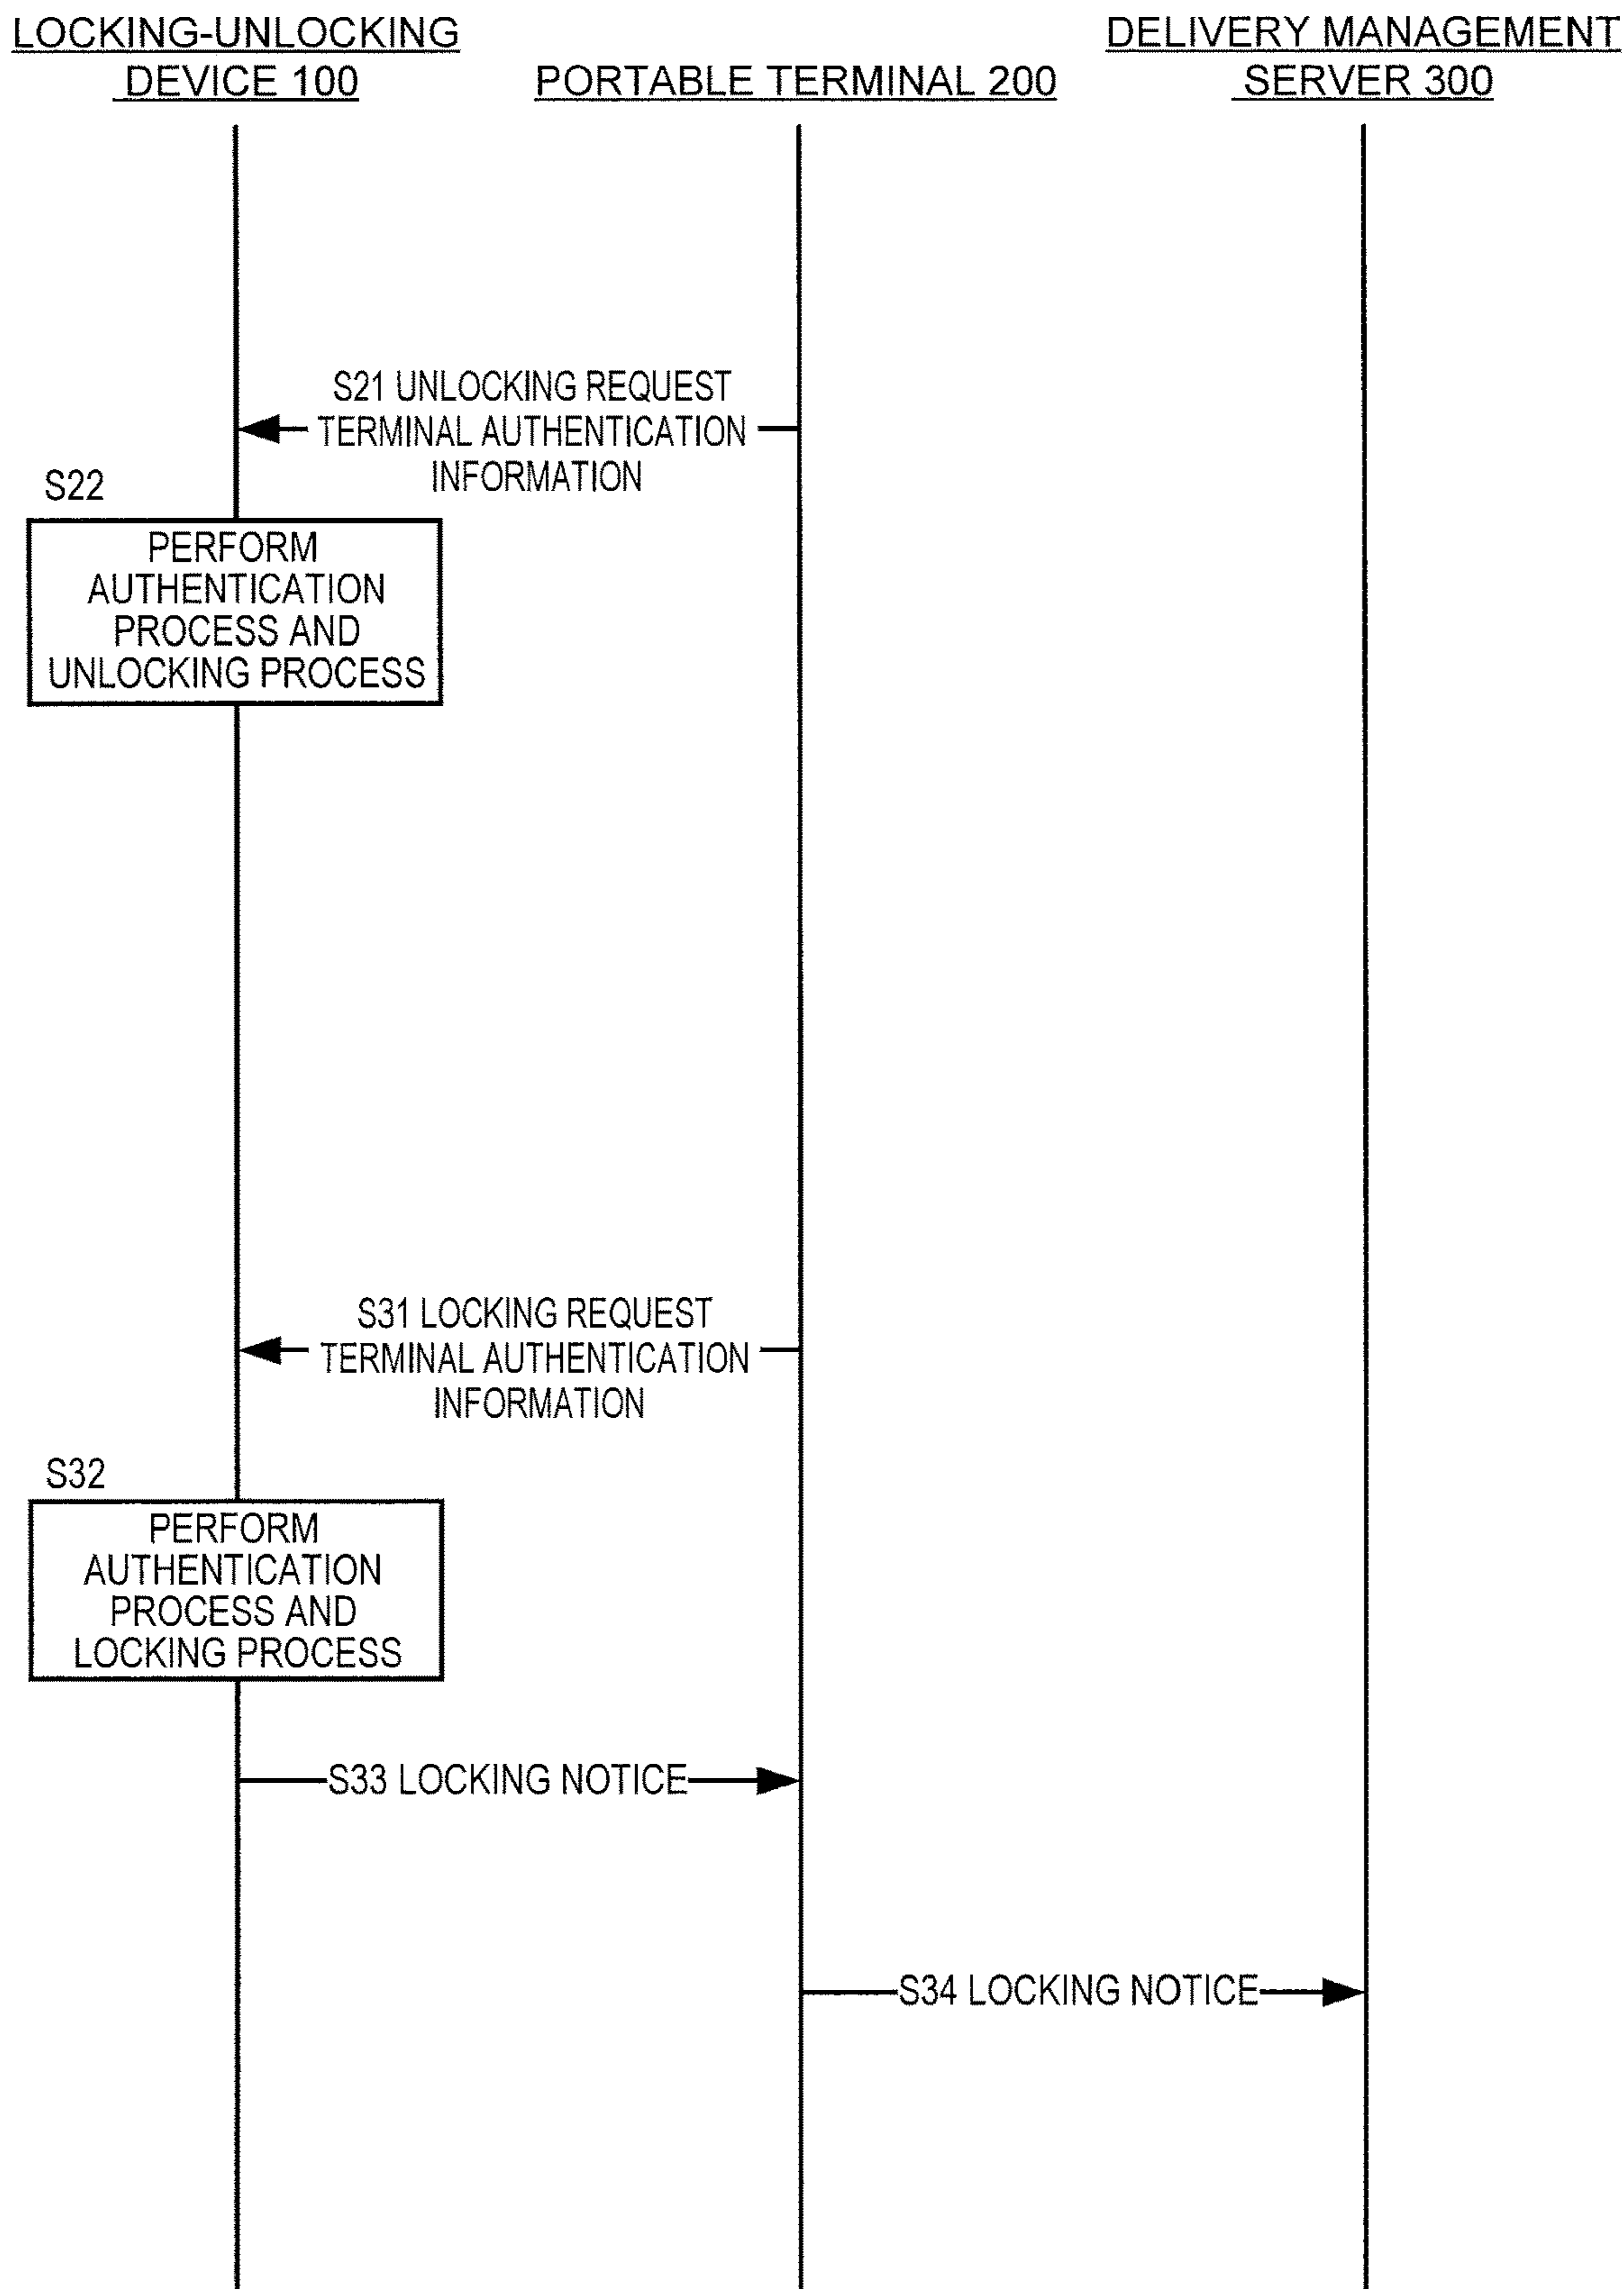 LOCKING-UNLOCKING
DEVICE 100
PORTABLE TERMINAL 200
DELIVERY MANAGEMENT
SERVER 300
S21 UNLOCKING REQUEST
TERMINAL AUTHENTICATION
INFORMATION
S22
PERFORM
AUTHENTICATION
PROCESS AND
UNLOCKING PROCESS
S31 LOCKING REQUEST
TERMINAL AUTHENTICATION
INFORMATION
S32
PERFORM
AUTHENTICATION
PROCESS AND
LOCKING PROCESS
S33 LOCKING NOTICE
S34 LOCKING NOTICE